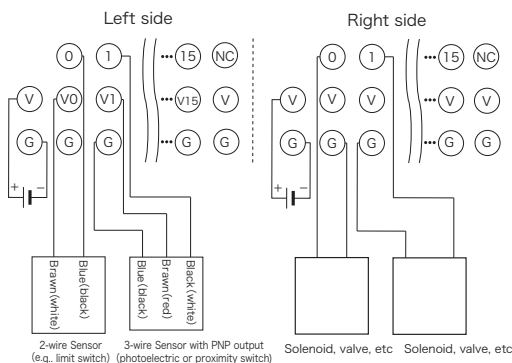 Left side
Right side
0 1 ••• 15 NC
V V0 V1 ••• V15 V
G G G ••• G G
+ −
Brawn(white)
Blue(black)
Blue(black)
Brawn(red)
Black(white)
2-wire Sensor
(e.g., limit switch)
3-wire Sensor with PNP output
(photoelectric or proximity switch)
0 1 ••• 15 NC
V V V ••• V V
G G G ••• G G
+ −
Solenoid, valve, etc
Solenoid, valve, etc